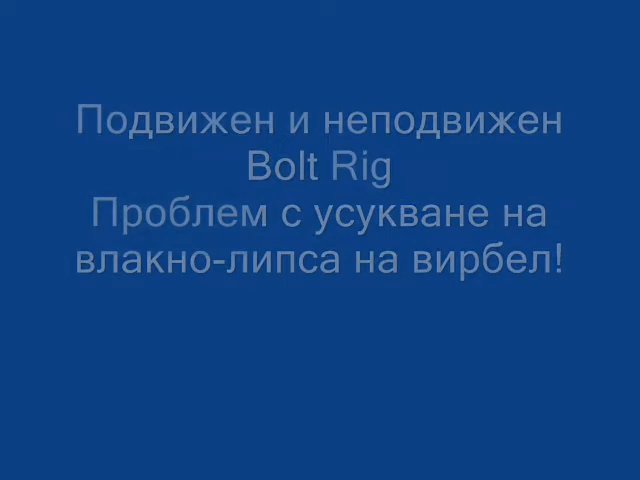 Подвижен и неподвижен
Bolt Rig
Проблем с усукване на
влакно-липса на вирбел!